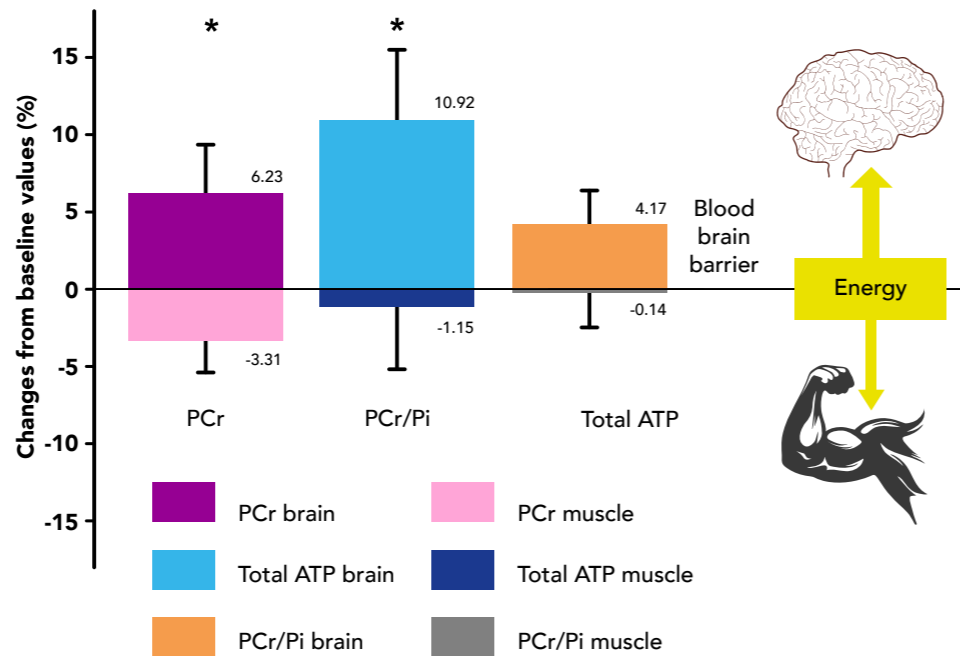 Changes from baseline values (%)
15
10
5
0
-5
-10
-15
*
*
6.23
10.92
4.17
-3.31
-1.15
-0.14
PCr
PCr/Pi
Total ATP
Blood
brain
barrier
Energy
PCr brain
PCr muscle
Total ATP brain
Total ATP muscle
PCr/Pi brain
PCr/Pi muscle